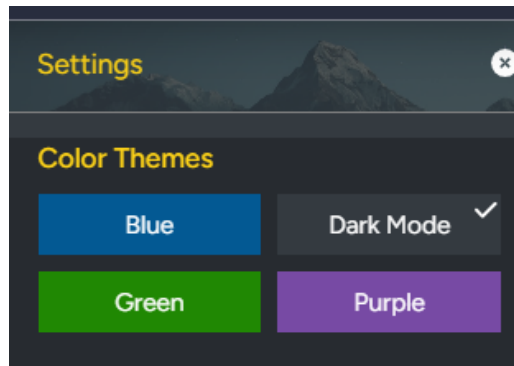 Settings
Color Themes
Blue
Dark Mode
Green
Purple